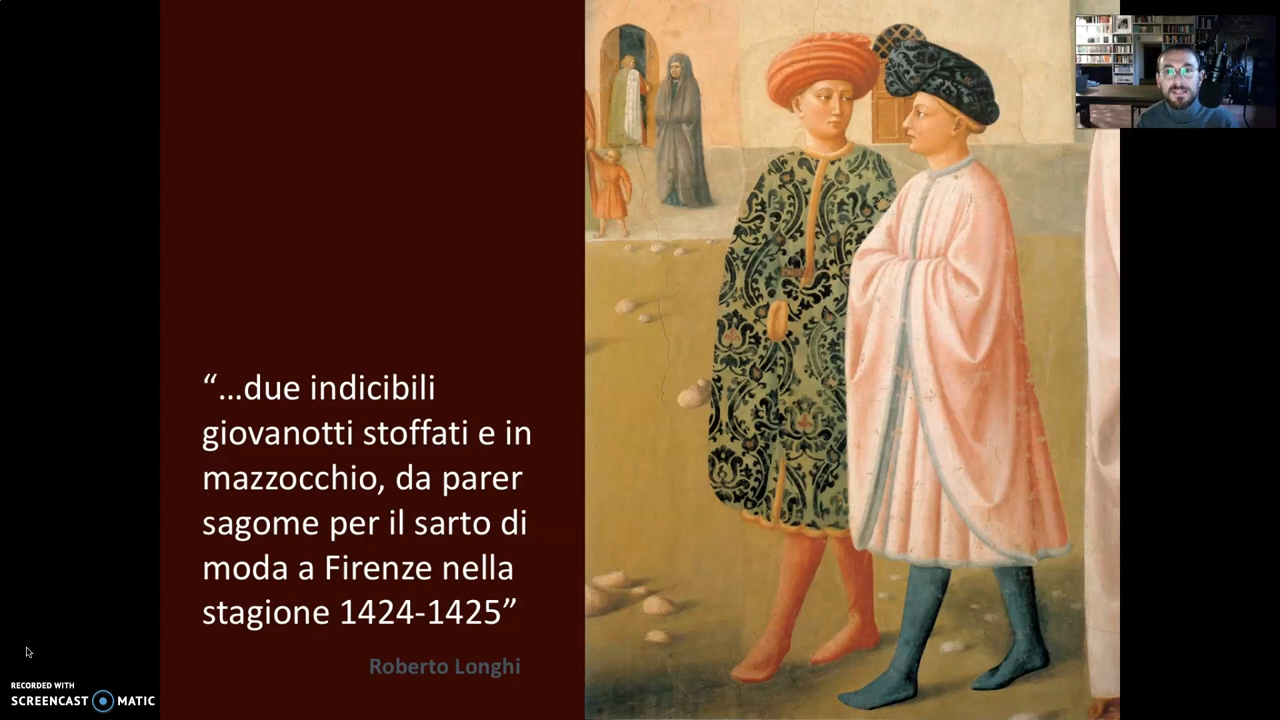 “...due indicibili
giovanotti stoffati e in
mazzocchio, da parer
sagome per il sarto di
moda a Firenze nella
stagione 1424-1425”
Roberto Longhi
RECORDED WITH
SCREENCAST MATIC